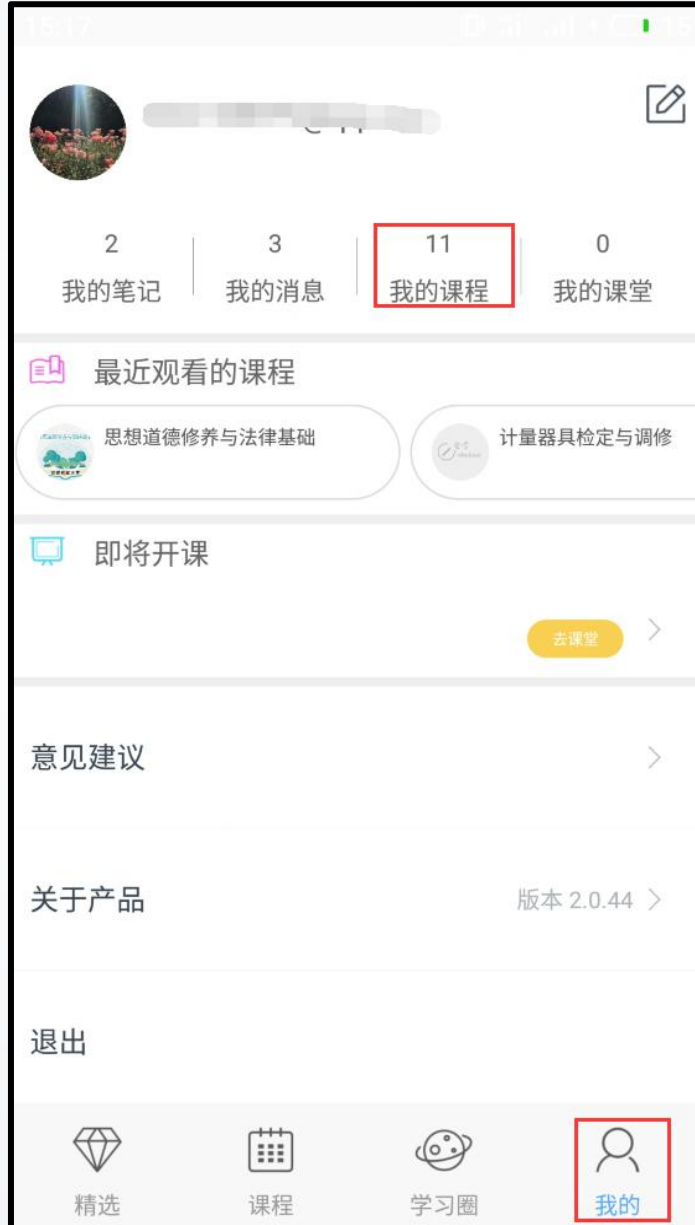 15:17
2
3
11
0
我的笔记
我的消息
我的课程
我的课堂
最近观看的课程
思想道德修养与法律基础
计量器具检定与调修
即将开课
去课堂
意见建议
关于产品
版本 2.0.44
退出
精选
课程
学习圈
我的